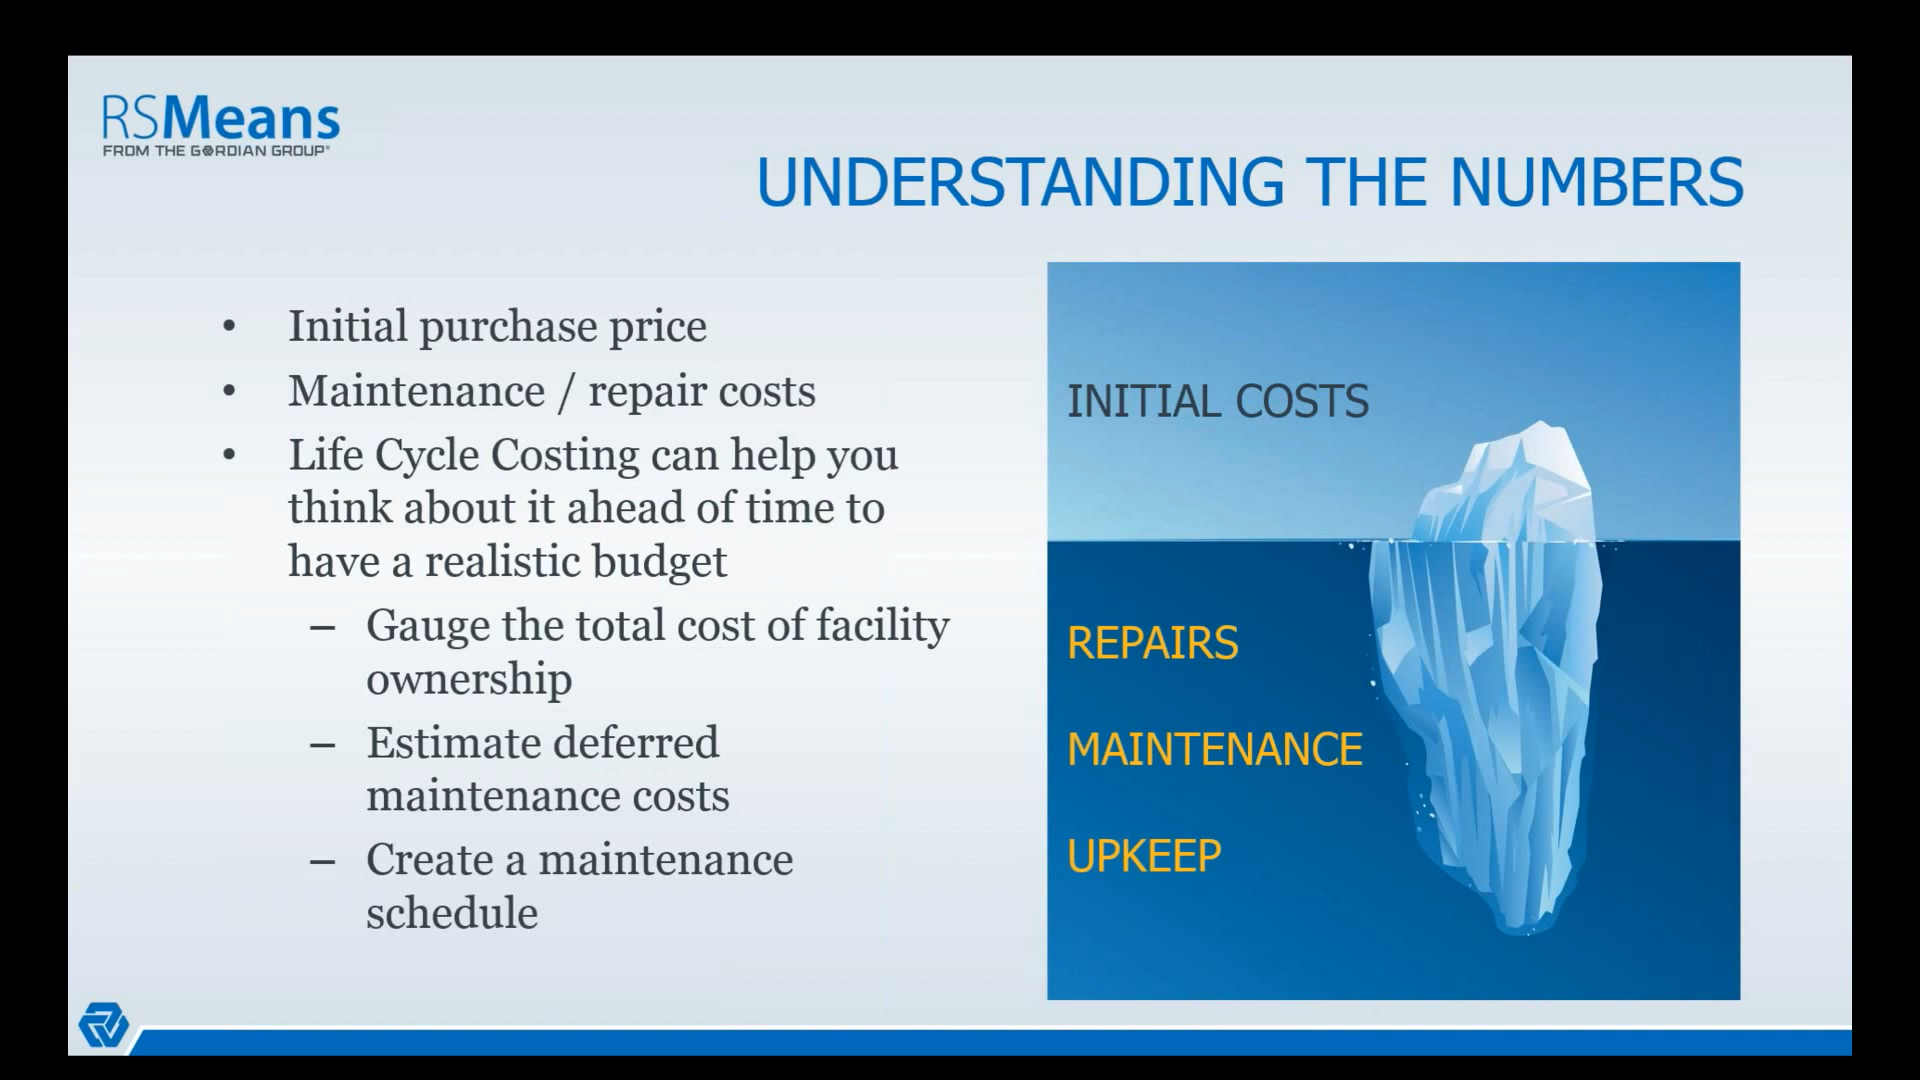 RSMeans
FROM THE GORDIAN GROUP®
UNDERSTANDING THE NUMBERS
• Initial purchase price
• Maintenance / repair costs
• Life Cycle Costing can help you
think about it ahead of time to
have a realistic budget
– Gauge the total cost of facility
ownership
– Estimate deferred
maintenance costs
– Create a maintenance
schedule
INITIAL COSTS
REPAIRS
MAINTENANCE
UPKEEP